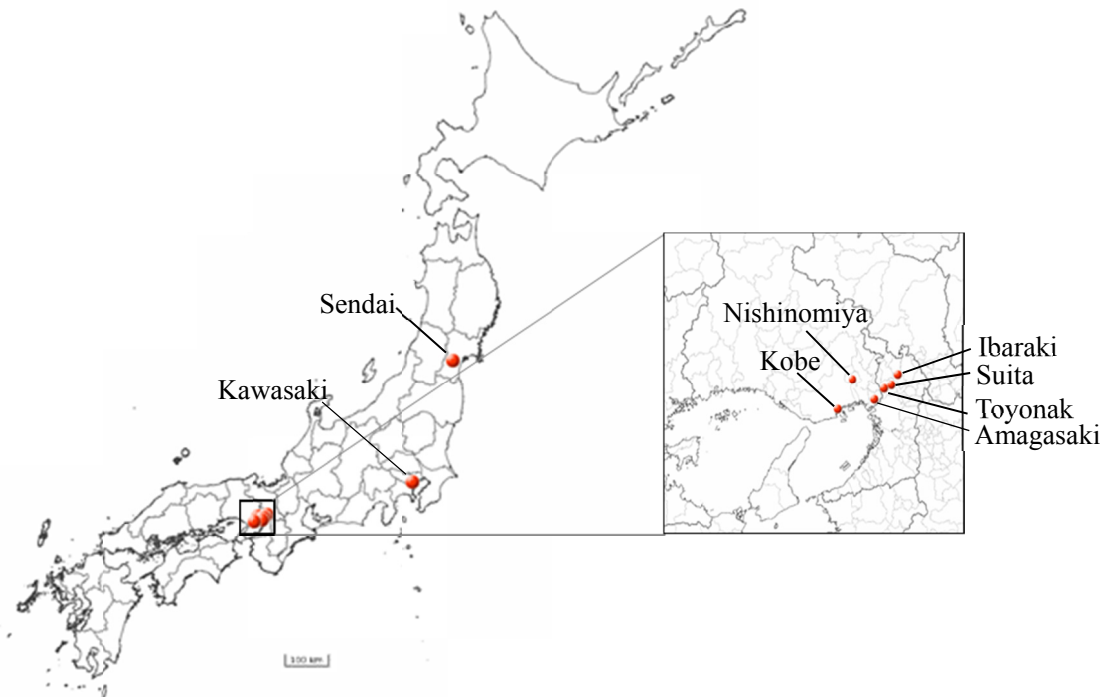 Sendai
Kawasaki
Nishinomiya
Kobe
Ibaraki
Suita
Toyonak
Amagasaki
100 km